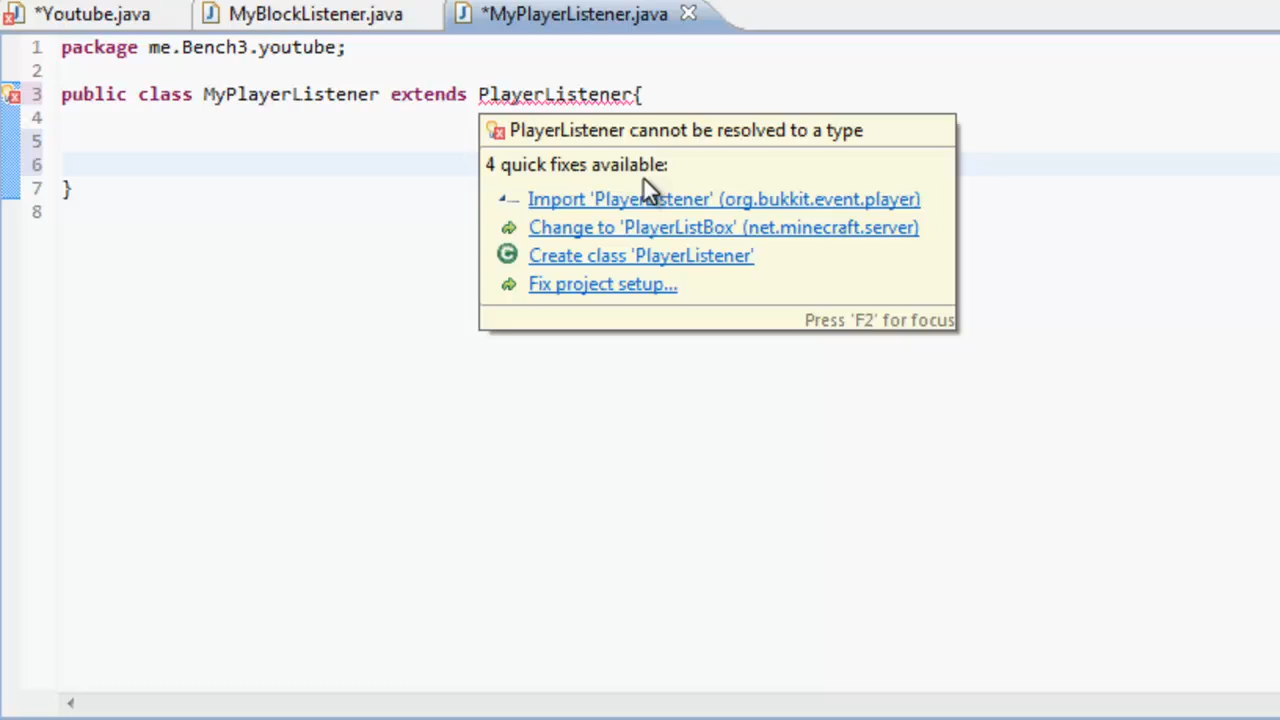 *Youtube.java MyBlockListener.java *MyPlayerListener.java
1 package me.Bench3.youtube;
2
3 public class MyPlayerListener extends PlayerListener{
4
5
6
7 }
8
PlayerListener cannot be resolved to a type
4 quick fixes available:
Import 'PlayerListener' (org.bukkit.event.player)
Change to 'PlayerListBox' (net.minecraft.server)
Create class 'PlayerListener'
Fix project setup...
Press 'F2' for focus